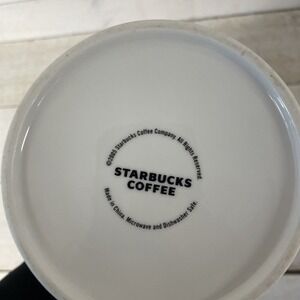 ©2005 Starbucks Coffee Company. All Rights Reserved.
STARBUCKS
COFFEE
Made in China. Microwave and Dishwasher Safe.